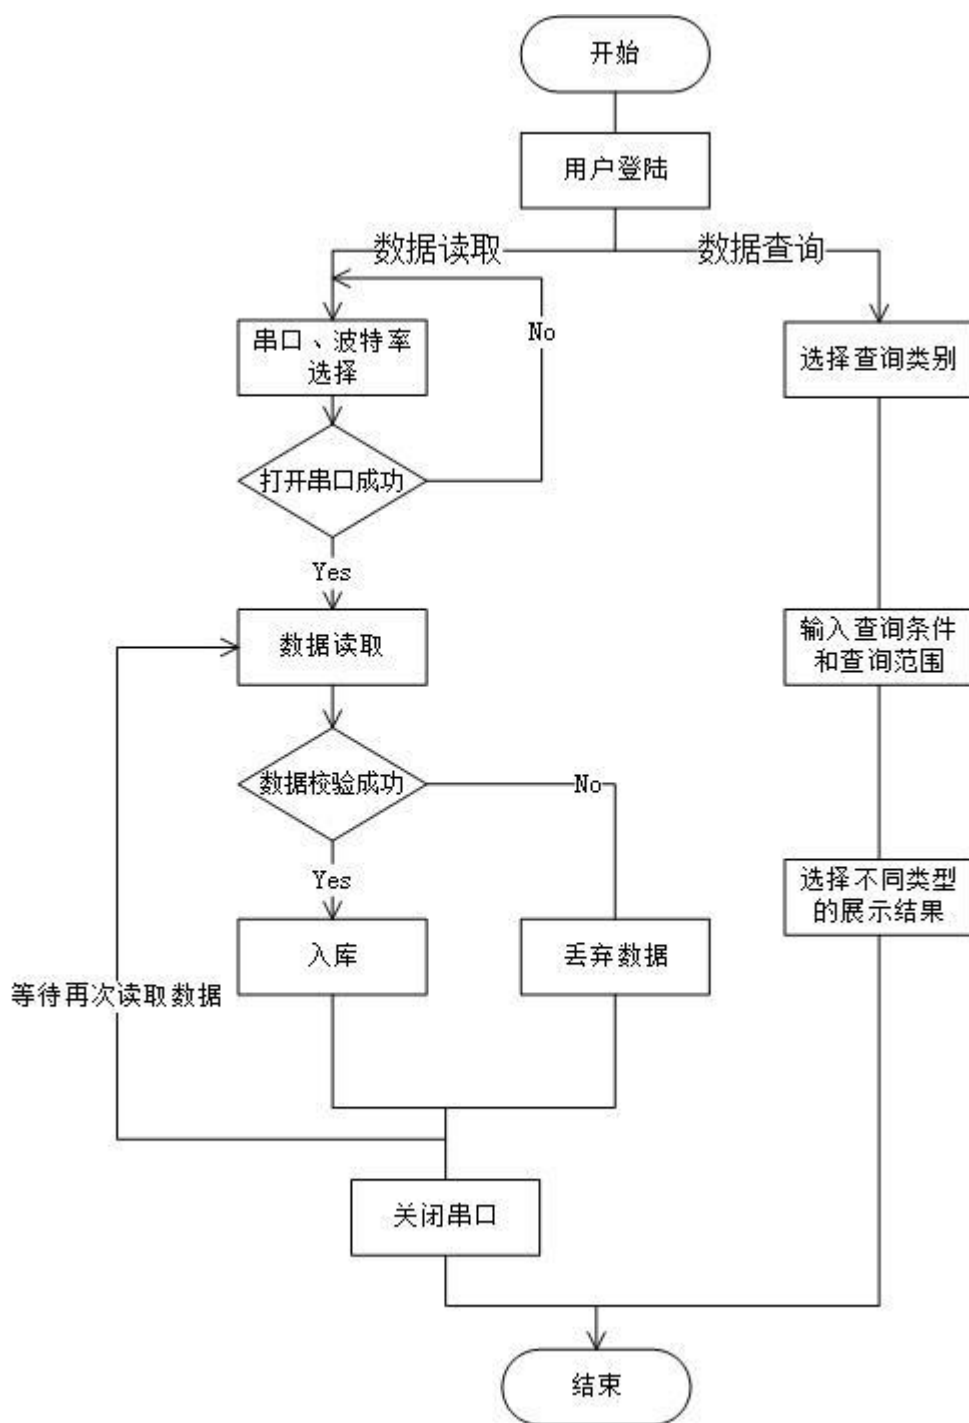 开始
用户登陆
数据读取
数据查询
No
串口、波特率
选择
选择查询类别
打开串口成功
Yes
数据读取
输入查询条件
和查询范围
数据校验成功
No
Yes
选择不同类型
的展示结果
入库
丢弃数据
等待再次读取数据
关闭串口
结束